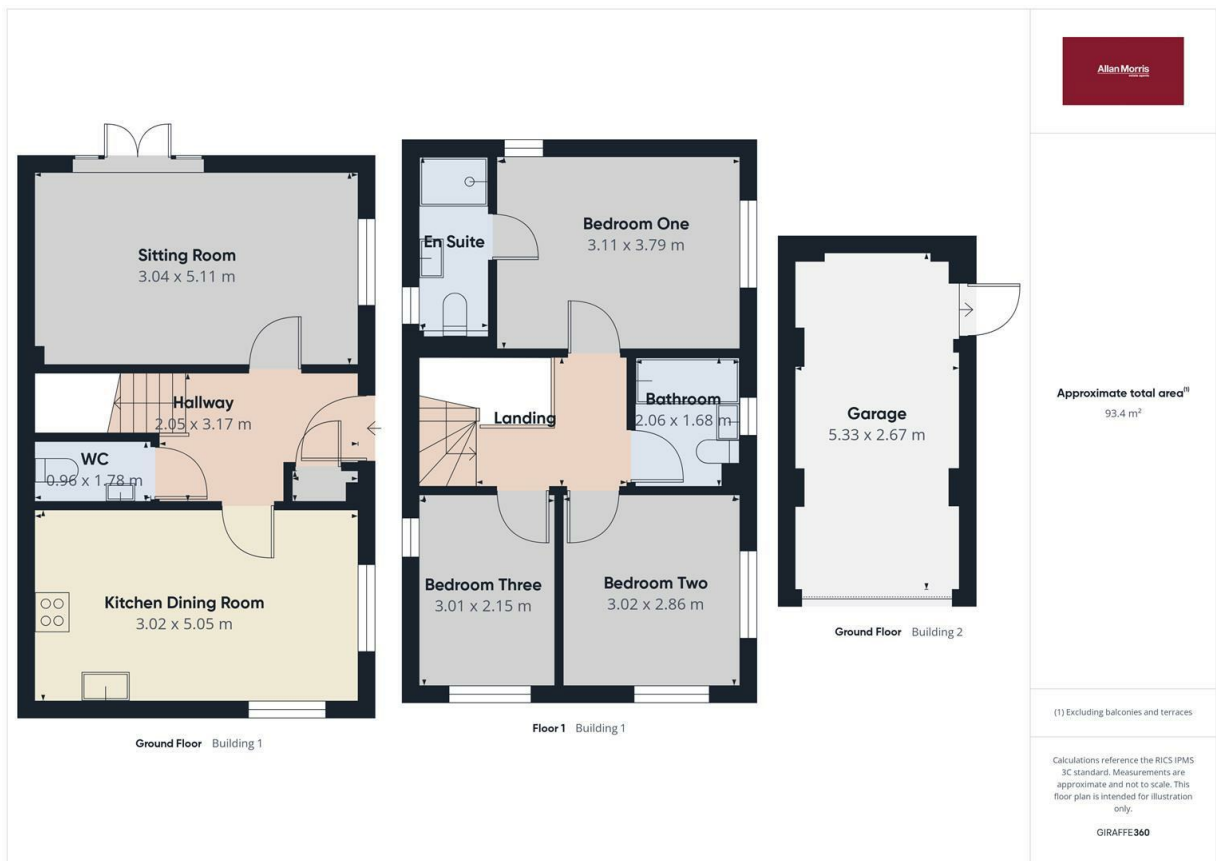 Sitting Room
3.04 x 5.11 m
Hallway
2.05 x 3.17 m
WC
0.96 x 1.78 m
Kitchen Dining Room
3.02 x 5.05 m
Ground Floor Building 1
En Suite
Bedroom One
3.11 x 3.79 m
Landing
Bathroom
2.06 x 1.68 m
Bedroom Three
3.01 x 2.15 m
Bedroom Two
3.02 x 2.86 m
Floor 1 Building 1
Garage
5.33 x 2.67 m
Ground Floor Building 2
Allan Morris
Approximate total area(1)
93.4 m²
(1) Excluding balconies and terraces
Calculations reference the RICS IPMS
3C standard. Measurements are
approximate and not to scale. This
floor plan is intended for illustration
only.
GIRAFFE360